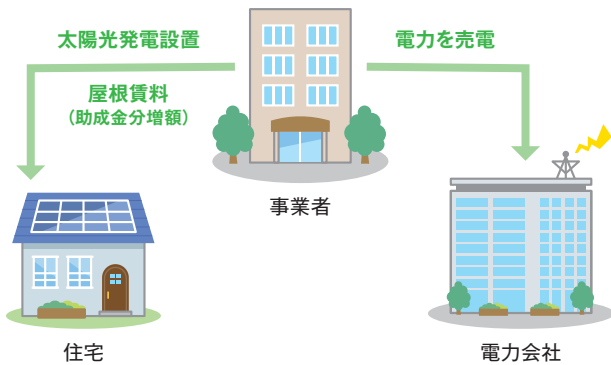 太陽光発電設置
屋根賃料
（助成金分増額）
電力を売電
事業者
住宅
電力会社